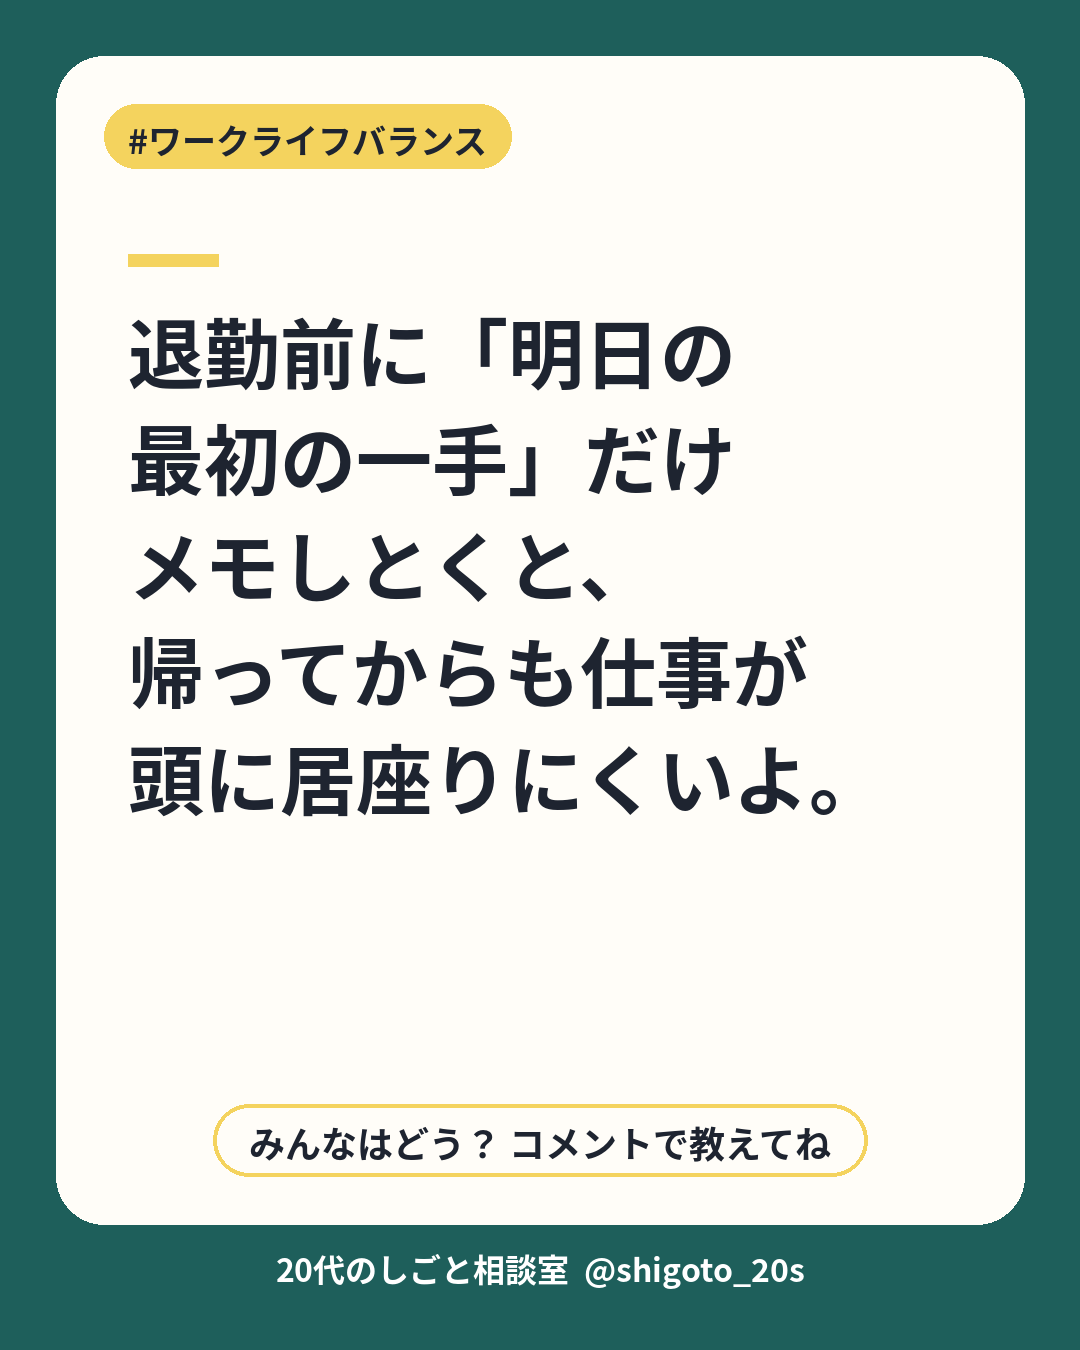 #ワークライフバランス
退勤前に「明日の
最初の一手」だけ
メモしとくと、
帰ってからも仕事が
頭に居座りにくいよ。
みんなはどう？ コメントで教えてね
20代のしごと相談室 @shigoto_20s